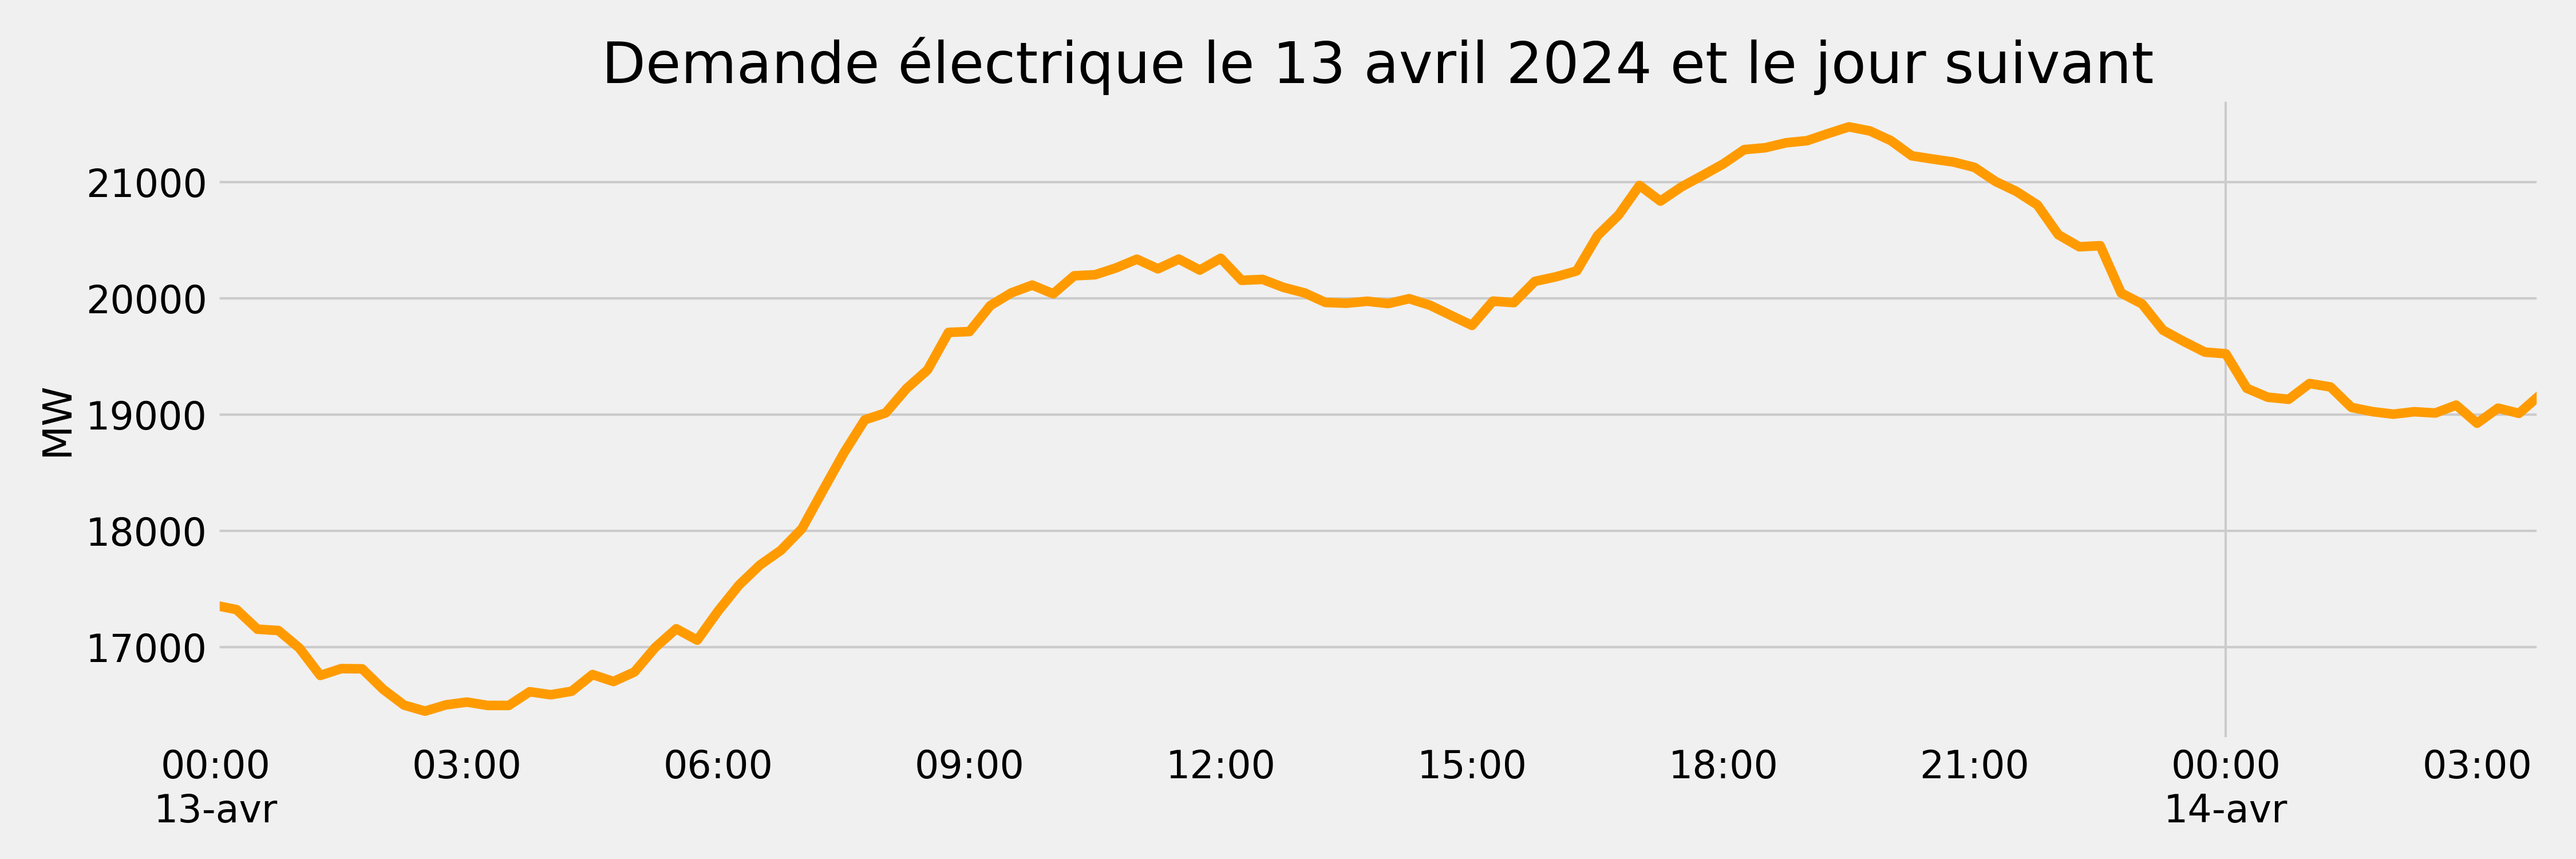 Demande électrique le 13 avril 2024 et le jour suivant
MW
21000
20000
19000
18000
17000
00:00 03:00 06:00 09:00 12:00 15:00 18:00 21:00 00:00 03:00
13-avr 14-avr